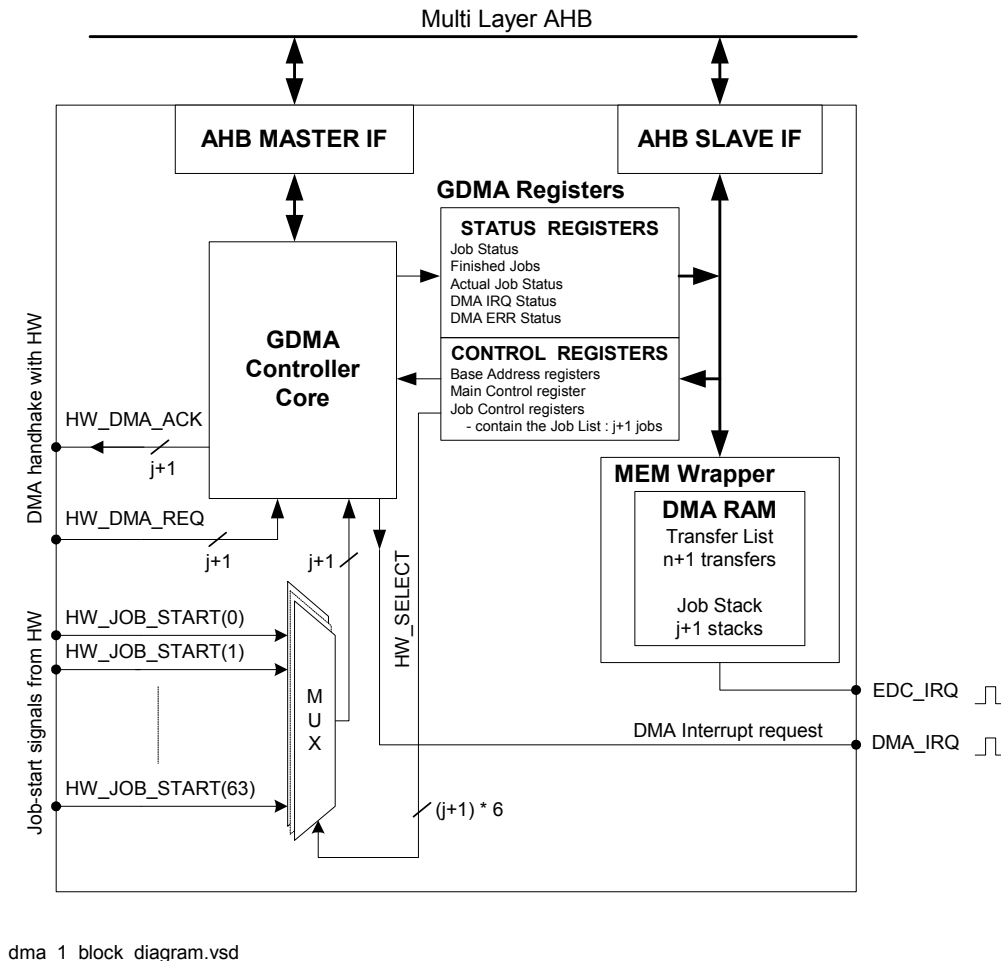 Multi Layer AHB
AHB MASTER IF
AHB SLAVE IF
GDMA Registers
STATUS REGISTERS
Job Status
Finished Jobs
Actual Job Status
DMA IRQ Status
DMA ERR Status
GDMA
Controller
Core
CONTROL REGISTERS
Base Address registers
Main Control register
Job Control registers
- contain the Job List : j+1 jobs
DMA handhake with HW
HW_DMA_ACK
j+1
HW_DMA_REQ
j+1
j+1
HW_SELECT
MEM Wrapper
DMA RAM
Transfer List
n+1 transfers
Job Stack
j+1 stacks
Job-start signals from HW
HW_JOB_START(0)
HW_JOB_START(1)
HW_JOB_START(63)
M
U
X
EDC_IRQ
DMA Interrupt request
DMA_IRQ
(j+1) * 6
dma_1_block_diagram.vsd